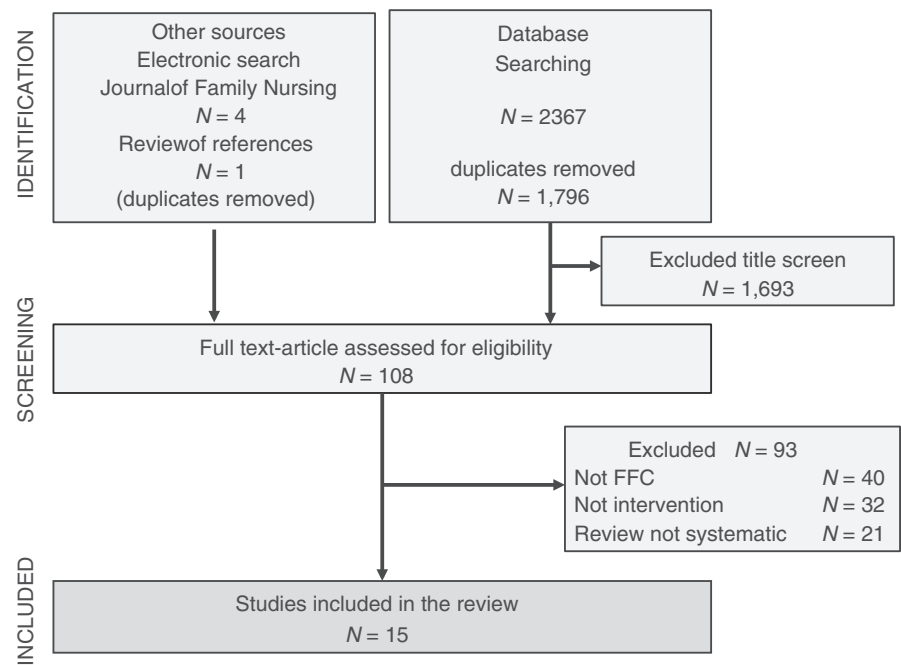 IDENTIFICATION
Other sources
Electronic search
Journalof Family Nursing
N = 4
Reviewof references
N = 1
(duplicates removed)
Database
Searching
N = 2367
duplicates removed
N = 1,796
Excluded title screen
N = 1,693
SCREENING
Full text-article assessed for eligibility
N = 108
Excluded N = 93
Not FFC N = 40
Not intervention N = 32
Review not systematic N = 21
INCLUDED
Studies included in the review
N = 15